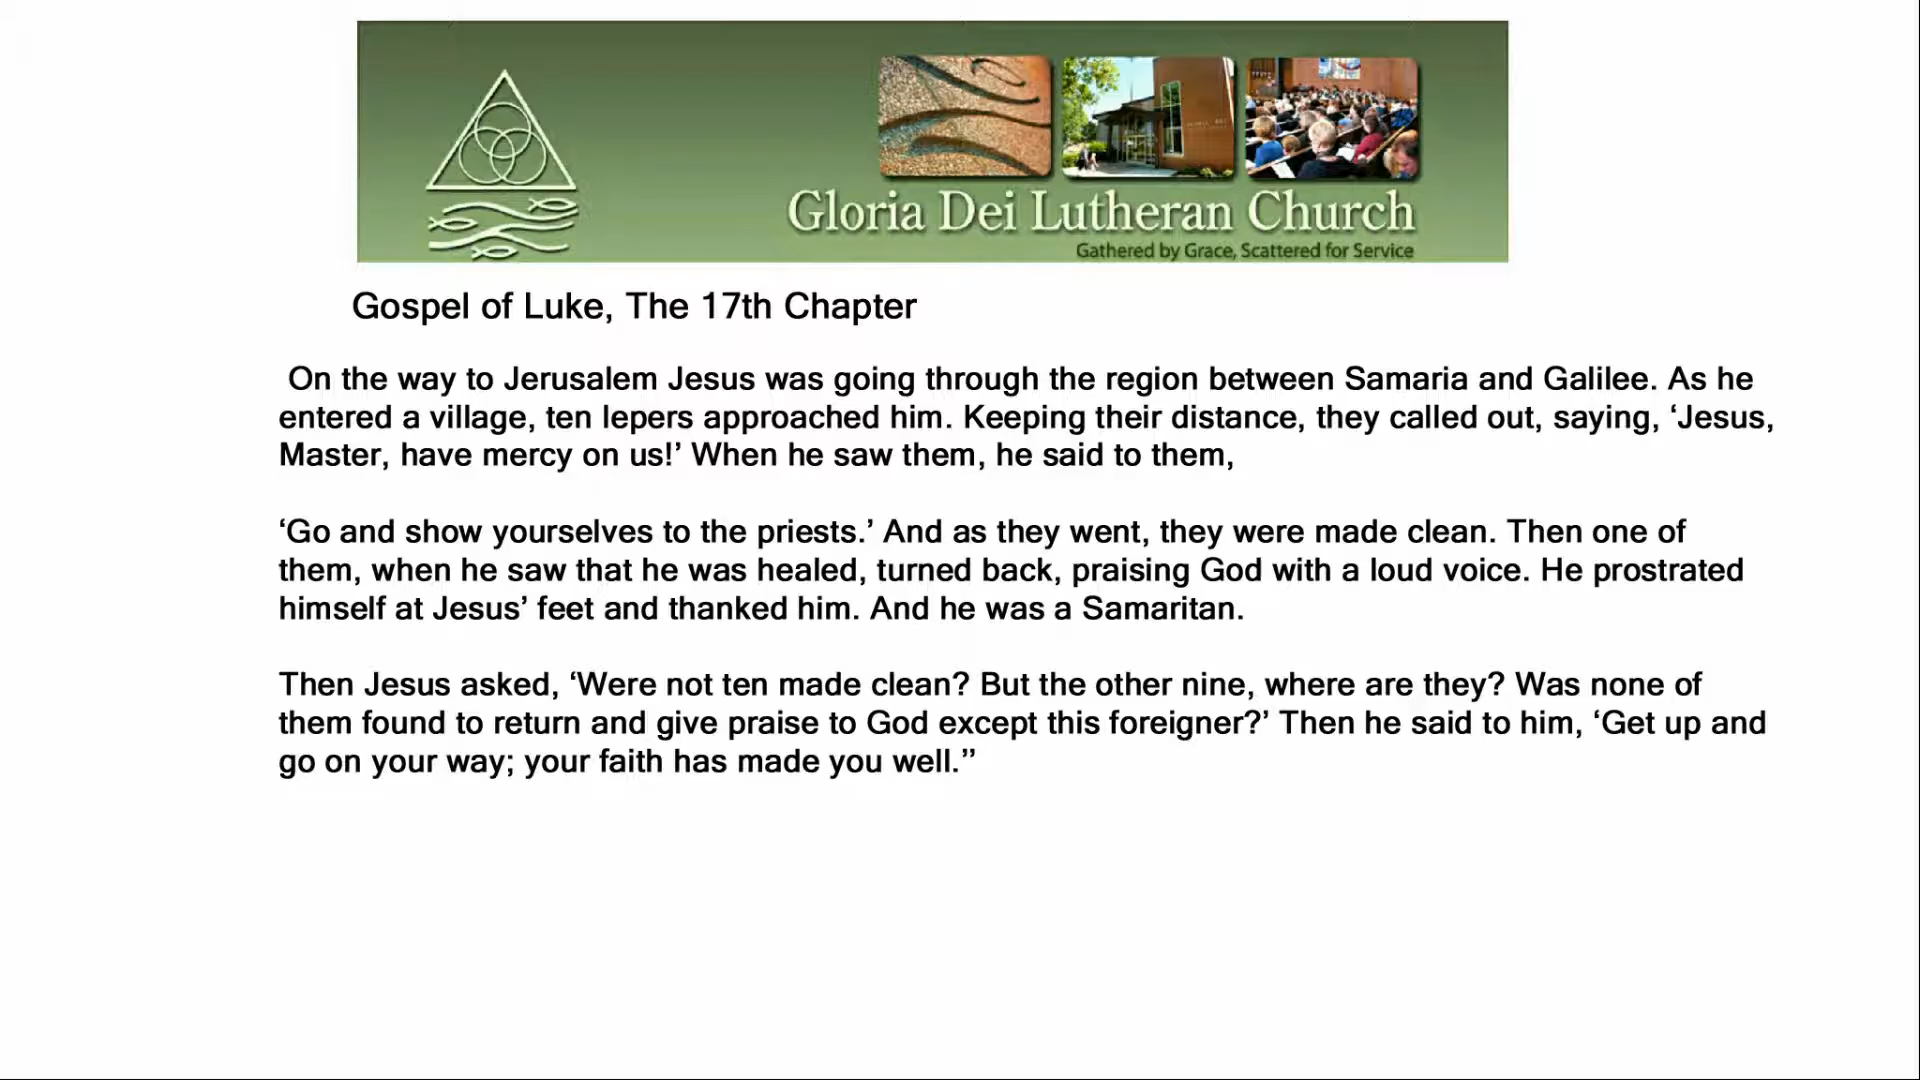 Gloria Dei Lutheran Church
Gathered by Grace, Scattered for Service
Gospel of Luke, The 17th Chapter
On the way to Jerusalem Jesus was going through the region between Samaria and Galilee. As he
entered a village, ten lepers approached him. Keeping their distance, they called out, saying, ‘Jesus,
Master, have mercy on us!’ When he saw them, he said to them,
‘Go and show yourselves to the priests.’ And as they went, they were made clean. Then one of
them, when he saw that he was healed, turned back, praising God with a loud voice. He prostrated
himself at Jesus’ feet and thanked him. And he was a Samaritan.
Then Jesus asked, ‘Were not ten made clean? But the other nine, where are they? Was none of
them found to return and give praise to God except this foreigner?’ Then he said to him, ‘Get up and
go on your way; your faith has made you well.”